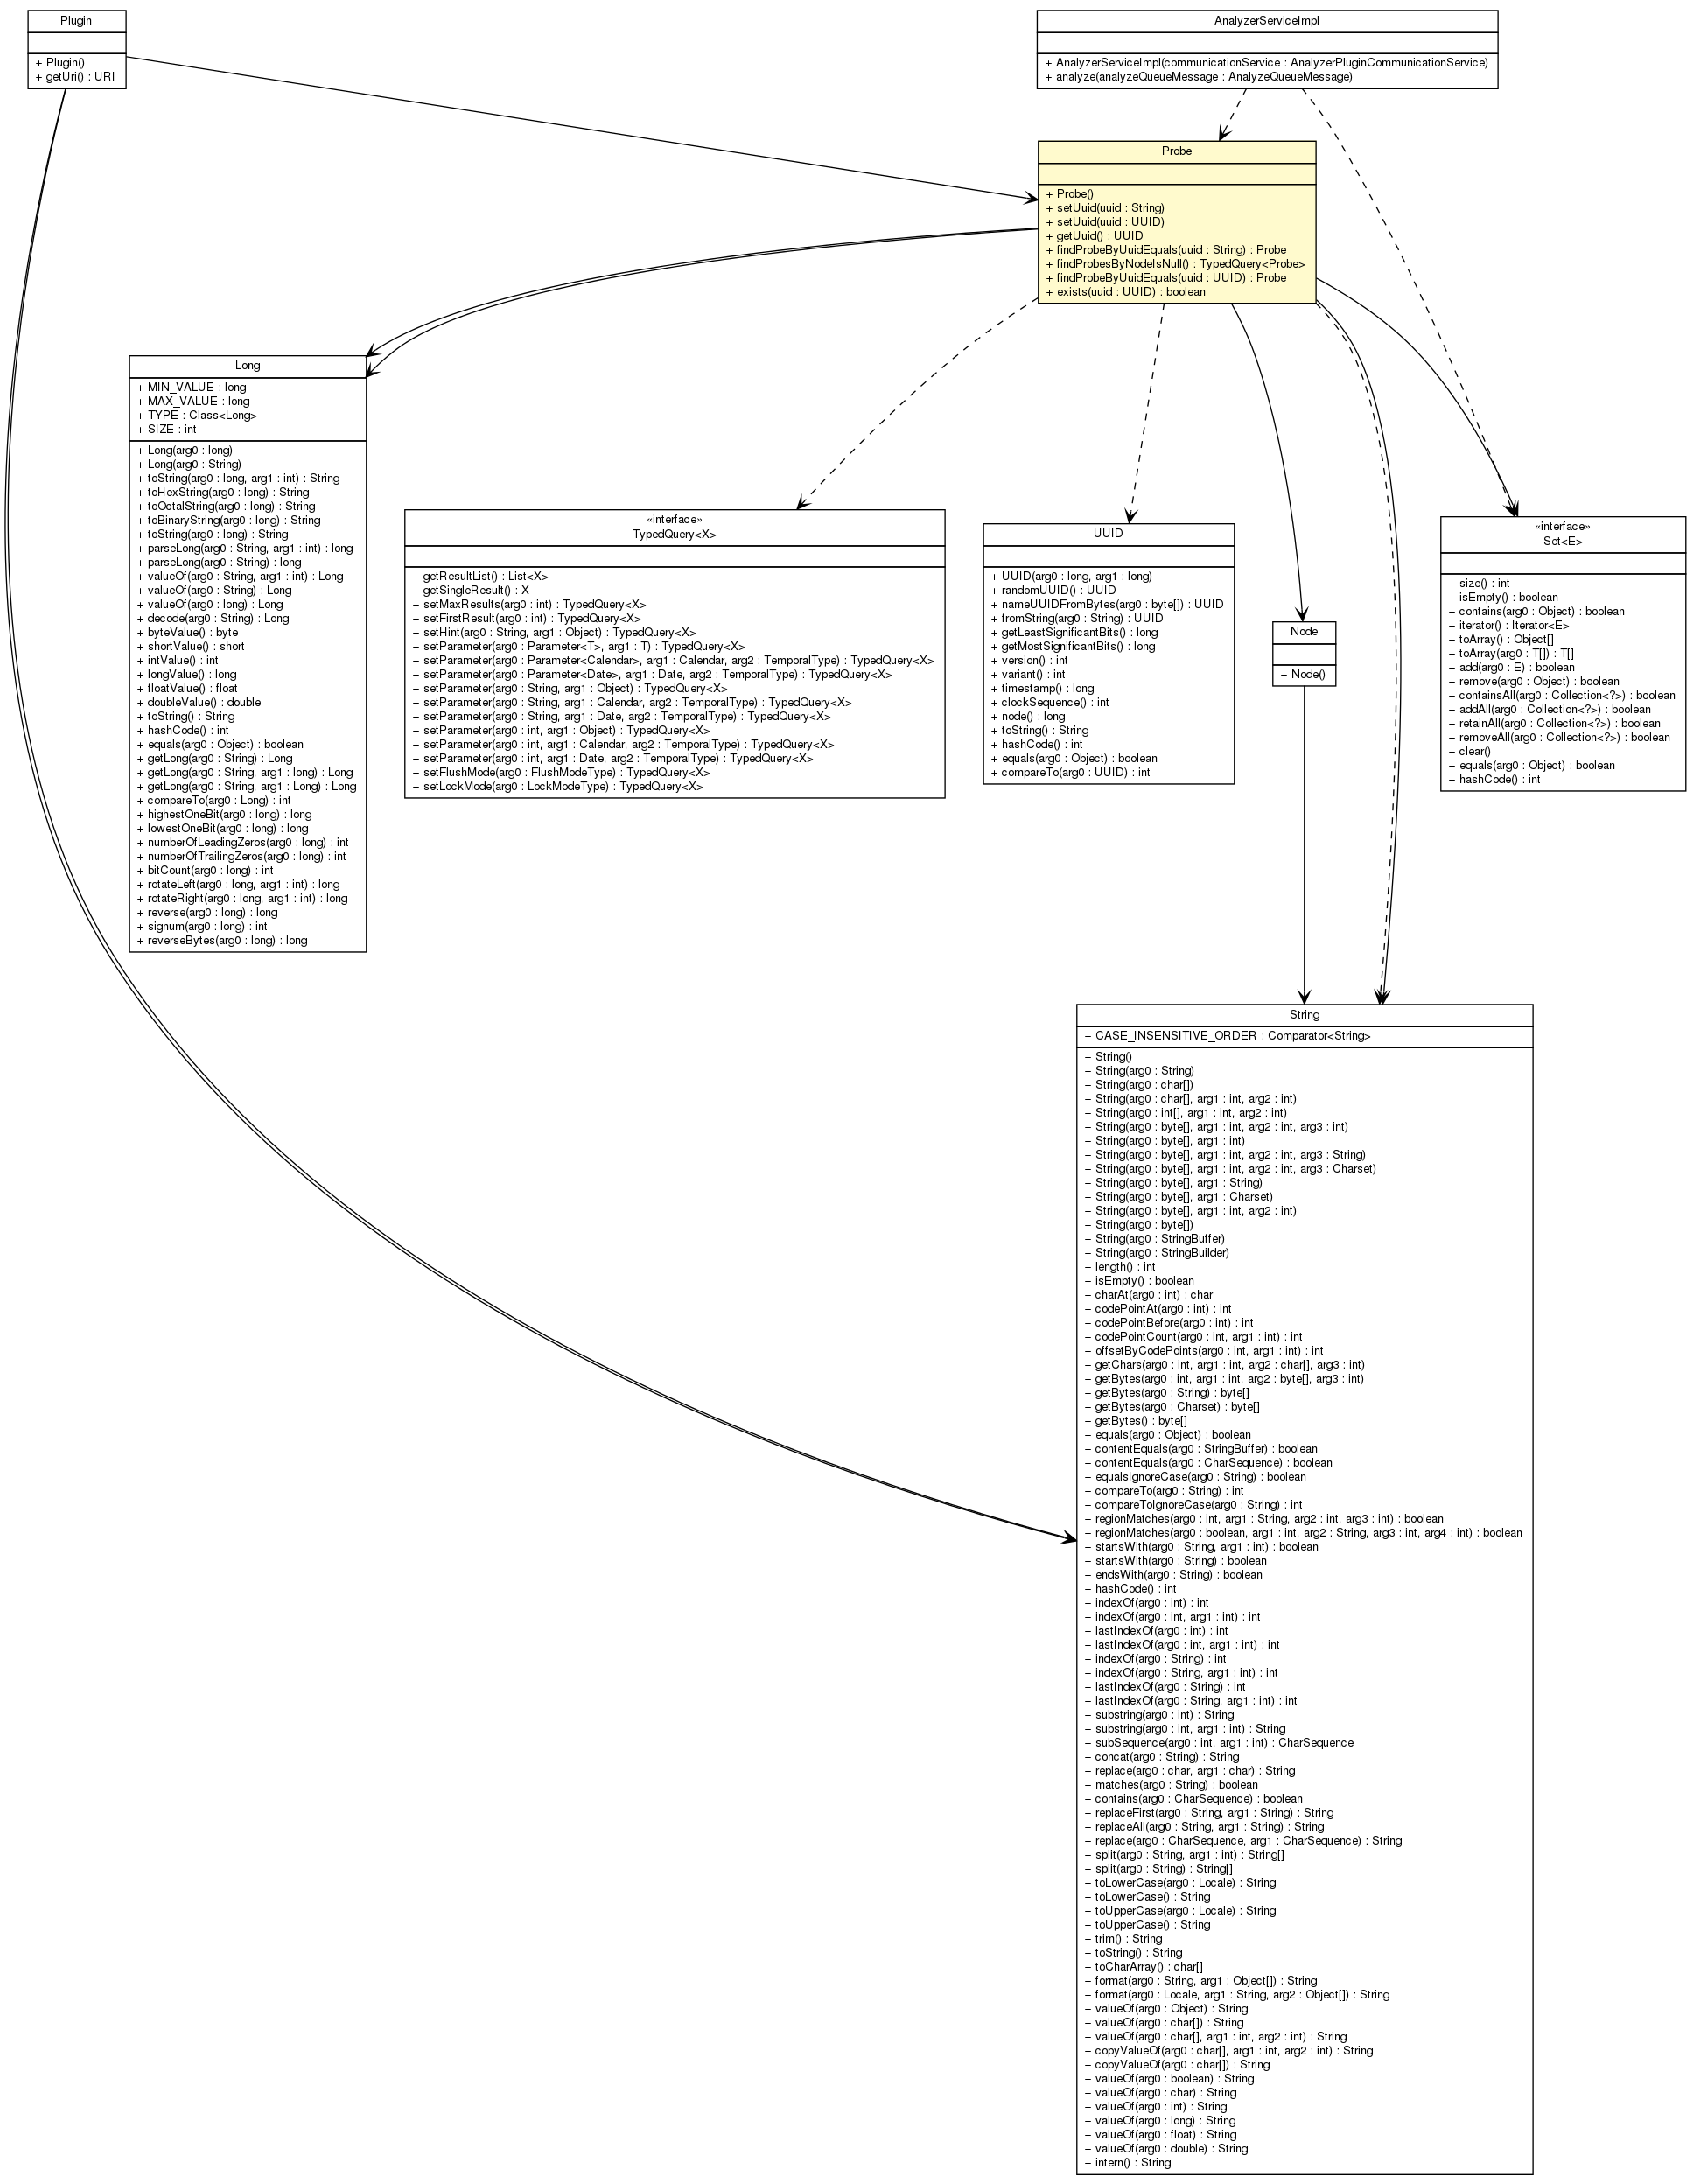 Plugin
+ Plugin()
+ getUri() : URI
AnalyzerServiceImpl
+ AnalyzerServiceImpl(communicationService : AnalyzerPluginCommunicationService)
+ analyze(analyzeQueueMessage : AnalyzeQueueMessage)
Probe
+ Probe()
+ setUuid(uuid : String)
+ setUuid(uuid : UUID)
+ getUuid() : UUID
+ findProbeByUuidEquals(uuid : String) : Probe
+ findProbesByNodeIsNull() : TypedQuery<Probe>
+ findProbeByUuidEquals(uuid : UUID) : Probe
+ exists(uuid : UUID) : boolean
Long
+ MIN_VALUE : long
+ MAX_VALUE : long
+ TYPE : Class<Long>
+ SIZE : int
+ Long(arg0 : long)
+ Long(arg0 : String)
+ toString(arg0 : long, arg1 : int) : String
+ toHexString(arg0 : long) : String
+ toOctalString(arg0 : long) : String
+ toBinaryString(arg0 : long) : String
+ toString(arg0 : long) : String
+ parseLong(arg0 : String, arg1 : int) : long
+ parseLong(arg0 : String) : long
+ valueOf(arg0 : String, arg1 : int) : Long
+ valueOf(arg0 : String) : Long
+ valueOf(arg0 : long) : Long
+ decode(arg0 : String) : Long
+ byteValue() : byte
+ shortValue() : short
+ intValue() : int
+ longValue() : long
+ floatValue() : float
+ doubleValue() : double
+ toString() : String
+ hashCode() : int
+ equals(arg0 : Object) : boolean
+ getLong(arg0 : String) : Long
+ getLong(arg0 : String, arg1 : long) : Long
+ getLong(arg0 : String, arg1 : Long) : Long
+ compareTo(arg0 : Long) : int
+ highestOneBit(arg0 : long) : long
+ lowestOneBit(arg0 : long) : long
+ numberOfLeadingZeros(arg0 : long) : int
+ numberOfTrailingZeros(arg0 : long) : int
+ bitCount(arg0 : long) : int
+ rotateLeft(arg0 : long, arg1 : int) : long
+ rotateRight(arg0 : long, arg1 : int) : long
+ reverse(arg0 : long) : long
+ signum(arg0 : long) : int
+ reverseBytes(arg0 : long) : long
«interface»
TypedQuery<X>
+ getResultList() : List<X>
+ getSingleResult() : X
+ setMaxResults(arg0 : int) : TypedQuery<X>
+ setFirstResult(arg0 : int) : TypedQuery<X>
+ setHint(arg0 : String, arg1 : Object) : TypedQuery<X>
+ setParameter(arg0 : Parameter<T>, arg1 : T) : TypedQuery<X>
+ setParameter(arg0 : Parameter<Calendar>, arg1 : Calendar, arg2 : TemporalType) : TypedQuery<X>
+ setParameter(arg0 : Parameter<Date>, arg1 : Date, arg2 : TemporalType) : TypedQuery<X>
+ setParameter(arg0 : String, arg1 : Object) : TypedQuery<X>
+ setParameter(arg0 : String, arg1 : Calendar, arg2 : TemporalType) : TypedQuery<X>
+ setParameter(arg0 : String, arg1 : Date, arg2 : TemporalType) : TypedQuery<X>
+ setParameter(arg0 : int, arg1 : Object) : TypedQuery<X>
+ setParameter(arg0 : int, arg1 : Calendar, arg2 : TemporalType) : TypedQuery<X>
+ setParameter(arg0 : int, arg1 : Date, arg2 : TemporalType) : TypedQuery<X>
+ setFlushMode(arg0 : FlushModeType) : TypedQuery<X>
+ setLockMode(arg0 : LockModeType) : TypedQuery<X>
UUID
+ UUID(arg0 : long, arg1 : long)
+ randomUUID() : UUID
+ nameUUIDFromBytes(arg0 : byte[]) : UUID
+ fromString(arg0 : String) : UUID
+ getLeastSignificantBits() : long
+ getMostSignificantBits() : long
+ version() : int
+ variant() : int
+ timestamp() : long
+ clockSequence() : int
+ node() : long
+ toString() : String
+ hashCode() : int
+ equals(arg0 : Object) : boolean
+ compareTo(arg0 : UUID) : int
Node
+ Node()
«interface»
Set<E>
+ size() : int
+ isEmpty() : boolean
+ contains(arg0 : Object) : boolean
+ iterator() : Iterator<E>
+ toArray() : Object[]
+ toArray(arg0 : T[]) : T[]
+ add(arg0 : E) : boolean
+ remove(arg0 : Object) : boolean
+ containsAll(arg0 : Collection<?>) : boolean
+ addAll(arg0 : Collection<?>) : boolean
+ retainAll(arg0 : Collection<?>) : boolean
+ removeAll(arg0 : Collection<?>) : boolean
+ clear()
+ equals(arg0 : Object) : boolean
+ hashCode() : int
String
+ CASE_INSENSITIVE_ORDER : Comparator<String>
+ String()
+ String(arg0 : String)
+ String(arg0 : char[])
+ String(arg0 : char[], arg1 : int, arg2 : int)
+ String(arg0 : int[], arg1 : int, arg2 : int)
+ String(arg0 : byte[], arg1 : int, arg2 : int, arg3 : int)
+ String(arg0 : byte[], arg1 : int)
+ String(arg0 : byte[], arg1 : int, arg2 : int, arg3 : String)
+ String(arg0 : byte[], arg1 : int, arg2 : int, arg3 : Charset)
+ String(arg0 : byte[], arg1 : String)
+ String(arg0 : byte[], arg1 : Charset)
+ String(arg0 : byte[], arg1 : int, arg2 : int)
+ String(arg0 : byte[])
+ String(arg0 : StringBuffer)
+ String(arg0 : StringBuilder)
+ length() : int
+ isEmpty() : boolean
+ charAt(arg0 : int) : char
+ codePointAt(arg0 : int) : int
+ codePointBefore(arg0 : int) : int
+ codePointCount(arg0 : int, arg1 : int) : int
+ offsetByCodePoints(arg0 : int, arg1 : int) : int
+ getChars(arg0 : int, arg1 : int, arg2 : char[], arg3 : int)
+ getBytes(arg0 : int, arg1 : int, arg2 : byte[], arg3 : int)
+ getBytes(arg0 : String) : byte[]
+ getBytes(arg0 : Charset) : byte[]
+ getBytes() : byte[]
+ equals(arg0 : Object) : boolean
+ contentEquals(arg0 : StringBuffer) : boolean
+ contentEquals(arg0 : CharSequence) : boolean
+ equalsIgnoreCase(arg0 : String) : boolean
+ compareTo(arg0 : String) : int
+ compareToIgnoreCase(arg0 : String) : int
+ regionMatches(arg0 : int, arg1 : String, arg2 : int, arg3 : int) : boolean
+ regionMatches(arg0 : boolean, arg1 : int, arg2 : String, arg3 : int, arg4 : int) : boolean
+ startsWith(arg0 : String, arg1 : int) : boolean
+ startsWith(arg0 : String) : boolean
+ endsWith(arg0 : String) : boolean
+ hashCode() : int
+ indexOf(arg0 : int) : int
+ indexOf(arg0 : int, arg1 : int) : int
+ lastIndexOf(arg0 : int) : int
+ lastIndexOf(arg0 : int, arg1 : int) : int
+ indexOf(arg0 : String) : int
+ indexOf(arg0 : String, arg1 : int) : int
+ lastIndexOf(arg0 : String) : int
+ lastIndexOf(arg0 : String, arg1 : int) : int
+ substring(arg0 : int) : String
+ substring(arg0 : int, arg1 : int) : String
+ subSequence(arg0 : int, arg1 : int) : CharSequence
+ concat(arg0 : String) : String
+ replace(arg0 : char, arg1 : char) : String
+ matches(arg0 : String) : boolean
+ contains(arg0 : CharSequence) : boolean
+ replaceFirst(arg0 : String, arg1 : String) : String
+ replaceAll(arg0 : String, arg1 : String) : String
+ replace(arg0 : CharSequence, arg1 : CharSequence) : String
+ split(arg0 : String, arg1 : int) : String[]
+ split(arg0 : String) : String[]
+ toLowerCase(arg0 : Locale) : String
+ toLowerCase() : String
+ toUpperCase(arg0 : Locale) : String
+ toUpperCase() : String
+ trim() : String
+ toString() : String
+ toCharArray() : char[]
+ format(arg0 : String, arg1 : Object[]) : String
+ format(arg0 : Locale, arg1 : String, arg2 : Object[]) : String
+ valueOf(arg0 : Object) : String
+ valueOf(arg0 : char[]) : String
+ valueOf(arg0 : char[], arg1 : int, arg2 : int) : String
+ copyValueOf(arg0 : char[], arg1 : int, arg2 : int) : String
+ copyValueOf(arg0 : char[]) : String
+ valueOf(arg0 : boolean) : String
+ valueOf(arg0 : char) : String
+ valueOf(arg0 : int) : String
+ valueOf(arg0 : long) : String
+ valueOf(arg0 : float) : String
+ valueOf(arg0 : double) : String
+ intern() : String